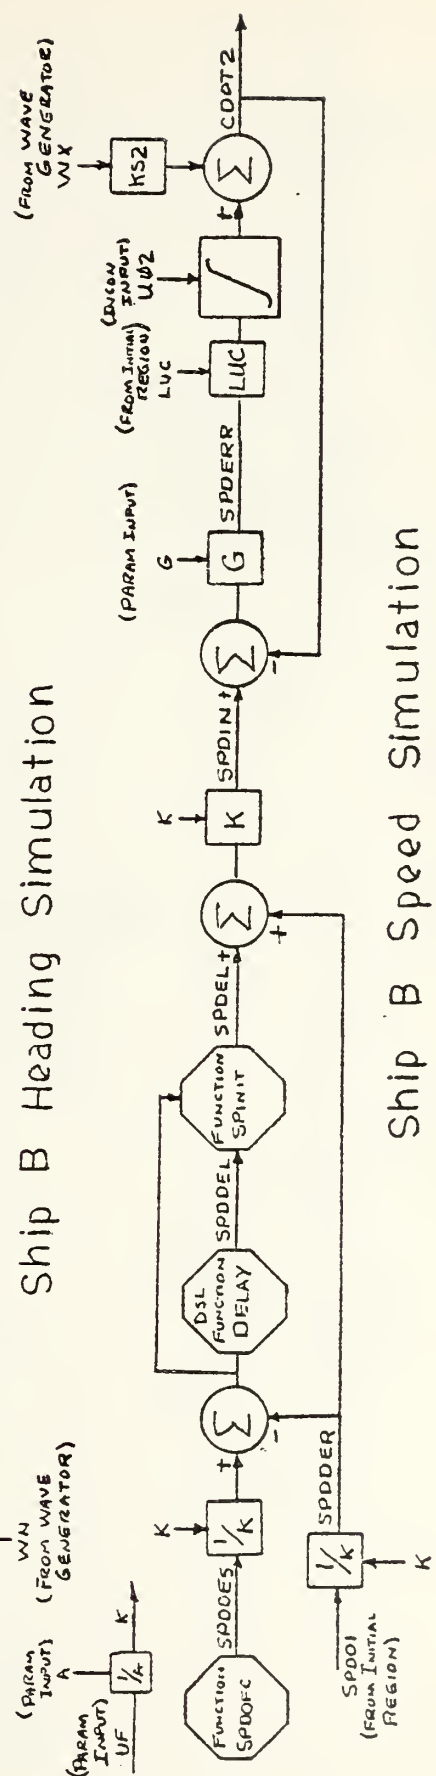 Ship B Heading Simulation
WN
(FROM WAVE
GENERATOR)
(PARAM
INPUT)
A
(PARAM
INPUT)
UF
1/A
K
FUNCTION
SPDOFC
SPDDES
K
1/K
+
Σ
-
DSL
FUNCTION
DELAY
SPDDEL
FUNCTION
SPINIT
SPDEL
+
Σ
+
K
K
SPDIN
+
Σ
-
(PARAM INPUT)
G
G
SPDERR
(FROM INITIAL
REGION)
LUC
LUC
(INCON
INPUT)
UØ2
∫
+
(FROM WAVE
GENERATOR)
WX
KS2
Σ
CDOT2
SPDOI
(FROM INITIAL
REGION)
1/K
K
SPDDER
Ship B Speed Simulation